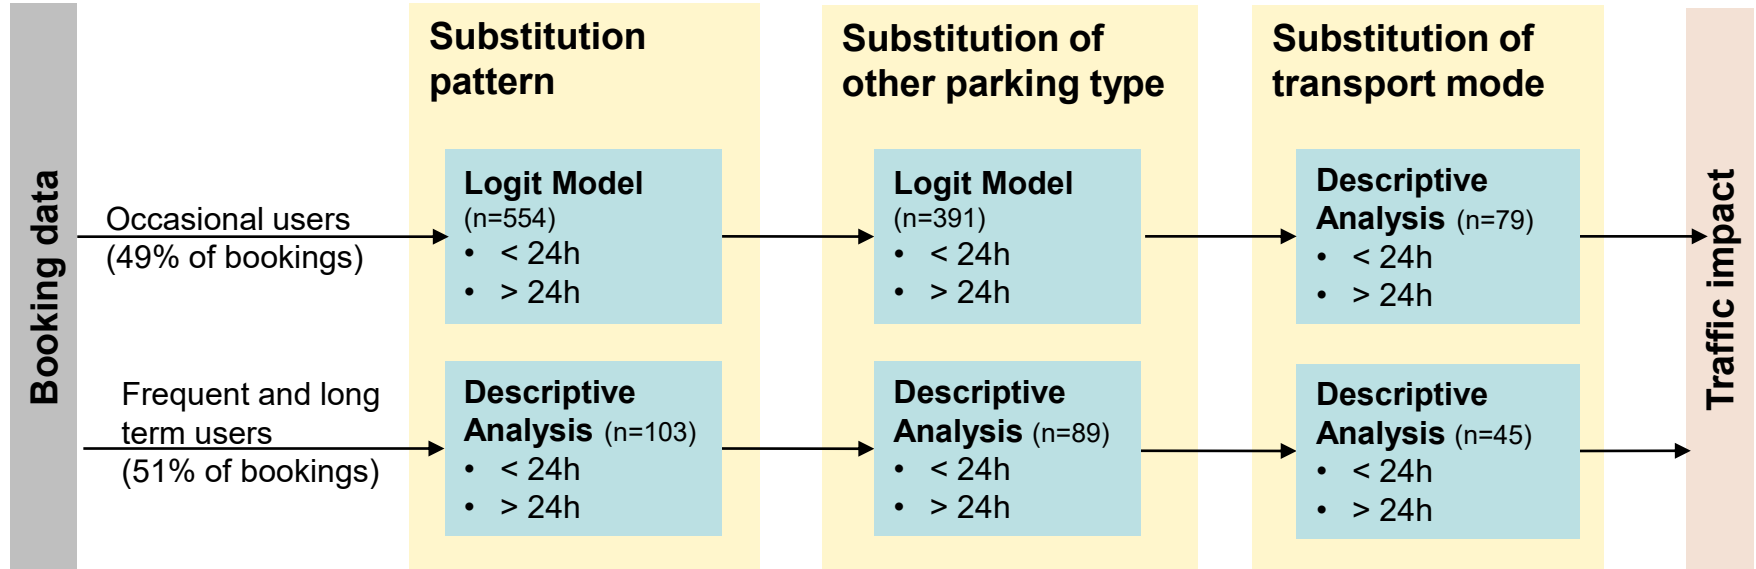 Booking data
Occasional users
(49% of bookings)
Frequent and long
term users
(51% of bookings)
Substitution
pattern
Logit Model
(n=554)
• < 24h
• > 24h
Descriptive
Analysis (n=103)
• < 24h
• > 24h
Substitution of
other parking type
Logit Model
(n=391)
• < 24h
• > 24h
Descriptive
Analysis (n=89)
• < 24h
• > 24h
Substitution of
transport mode
Descriptive
Analysis (n=79)
• < 24h
• > 24h
Descriptive
Analysis (n=45)
• < 24h
• > 24h
Traffic impact